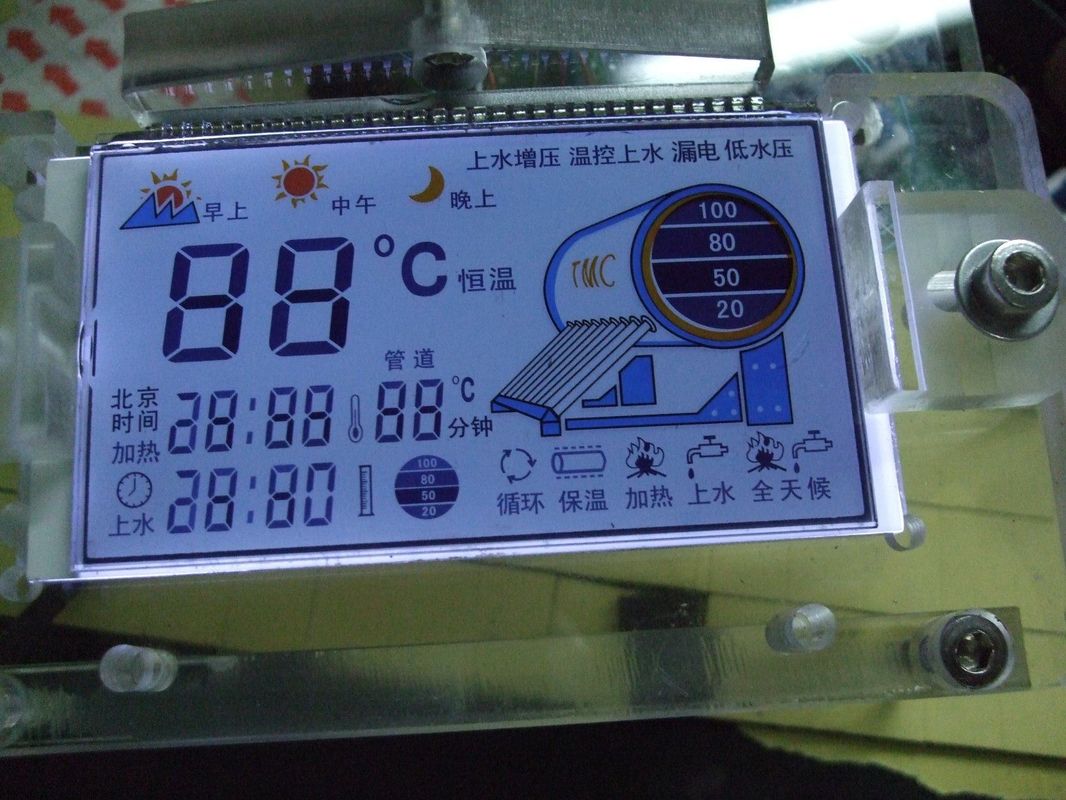 上水增压 温控上水 漏电 低水压
早上
中午
晚上
88°C 恒温
TMC
100
80
50
20
管道
北京时间 28:88 88°C
加热 分钟
上水 28:80
100
80
50
20
循环 保温 加热 上水 全天候